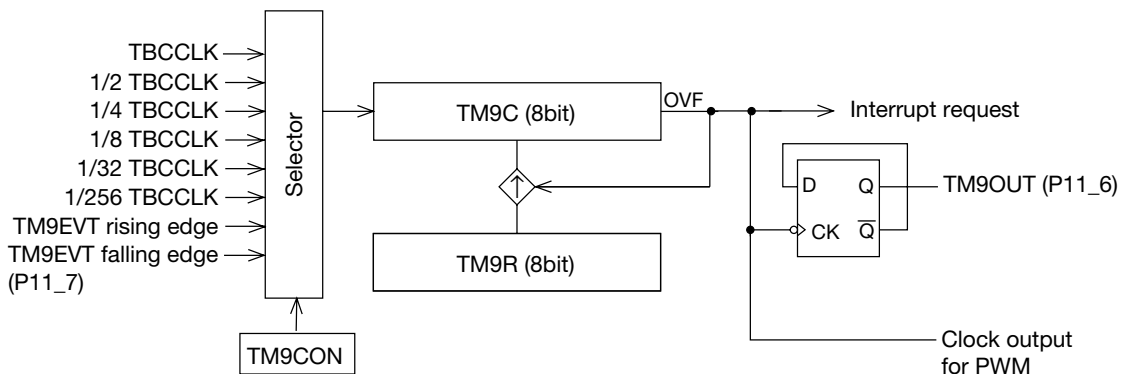 TBCCLK
1/2 TBCCLK
1/4 TBCCLK
1/8 TBCCLK
1/32 TBCCLK
1/256 TBCCLK
TM9EVT rising edge
TM9EVT falling edge
(P11_7)
Selector
TM9CON
TM9C (8bit)
OVF
TM9R (8bit)
Interrupt request
D Q
CK Q̅
TM9OUT (P11_6)
Clock output
for PWM